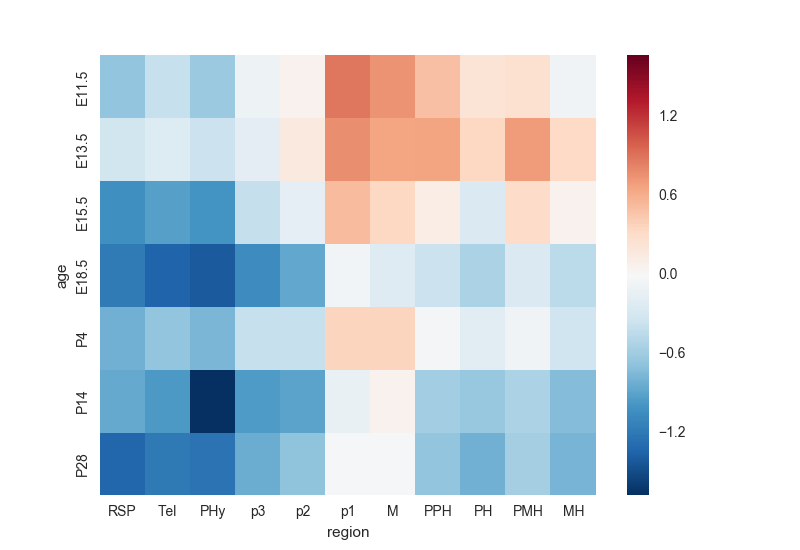 age
E11.5
E13.5
E15.5
E18.5
P4
P14
P28
RSP Tel PHy p3 p2 p1 M PPH PH PMH MH
region
1.2
0.6
0.0
−0.6
−1.2